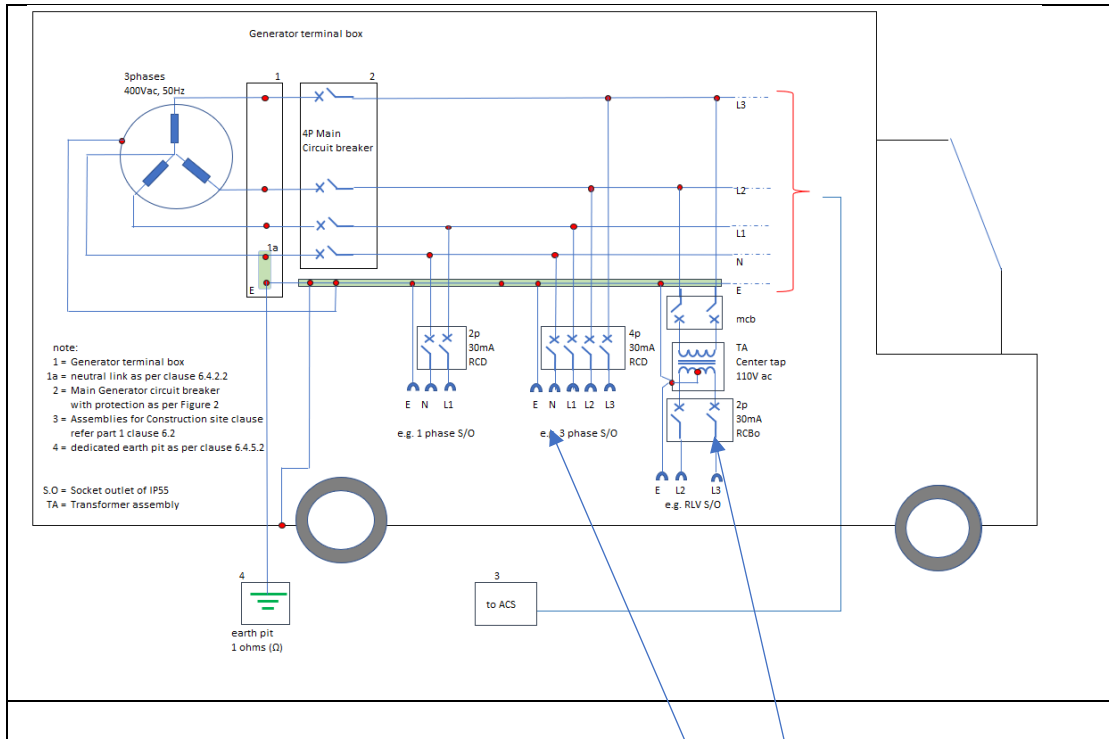 Generator terminal box
3phases
400Vac, 50Hz
1
2
4P Main
Circuit breaker
L3
L2
L1
1a
N
E
E
mcb
2p
30mA
RCD
4p
30mA
RCD
TA
Center tap
110V ac
2p
30mA
RCBo
E N L1
E N L1 L2 L3
e.g. 1 phase S/O
e.g. 3 phase S/O
E L2 L3
e.g. RLV S/O
note:
1 = Generator terminal box
1a = neutral link as per clause 6.4.2.2
2 = Main Generator circuit breaker
with protection as per Figure 2
3 = Assemblies for Construction site clause
refer part 1 clause 6.2
4 = dedicated earth pit as per clause 6.4.5.2
S.O = Socket outlet of IP55
TA = Transformer assembly
4
earth pit
1 ohms (Ω)
3
to ACS